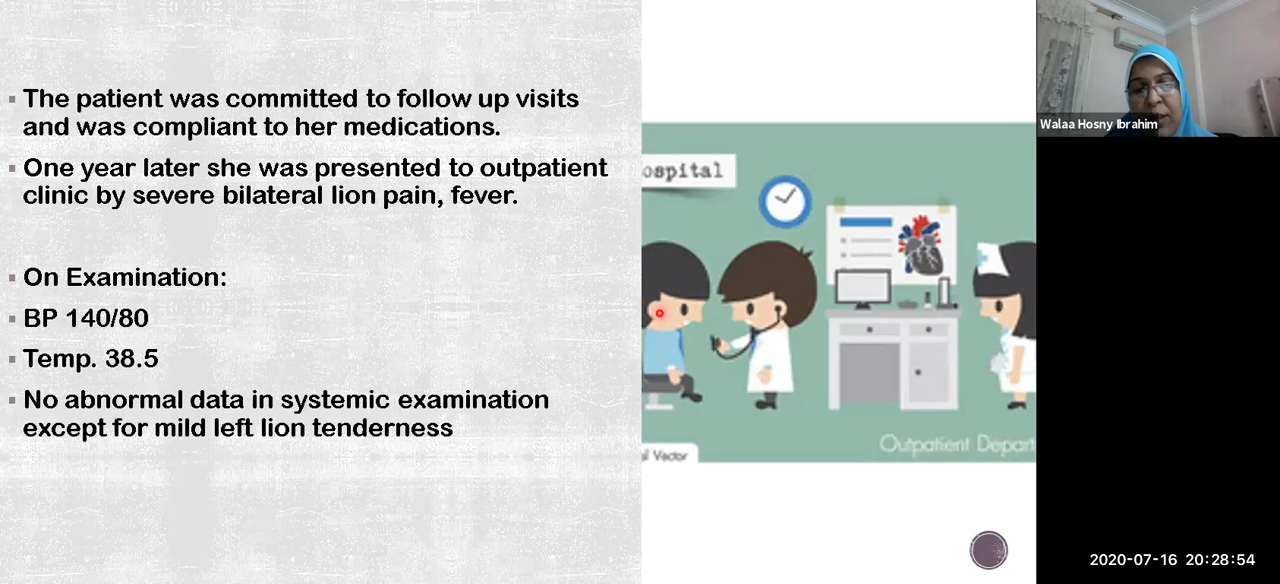 The patient was committed to follow up visits
and was compliant to her medications.
One year later she was presented to outpatient
clinic by severe bilateral lion pain, fever.
On Examination:
BP 140/80
Temp. 38.5
No abnormal data in systemic examination
except for mild left lion tenderness
ospital
Outpatient Depart
al Vector
Walaa Hosny Ibrahim
2020-07-16 20:28:54